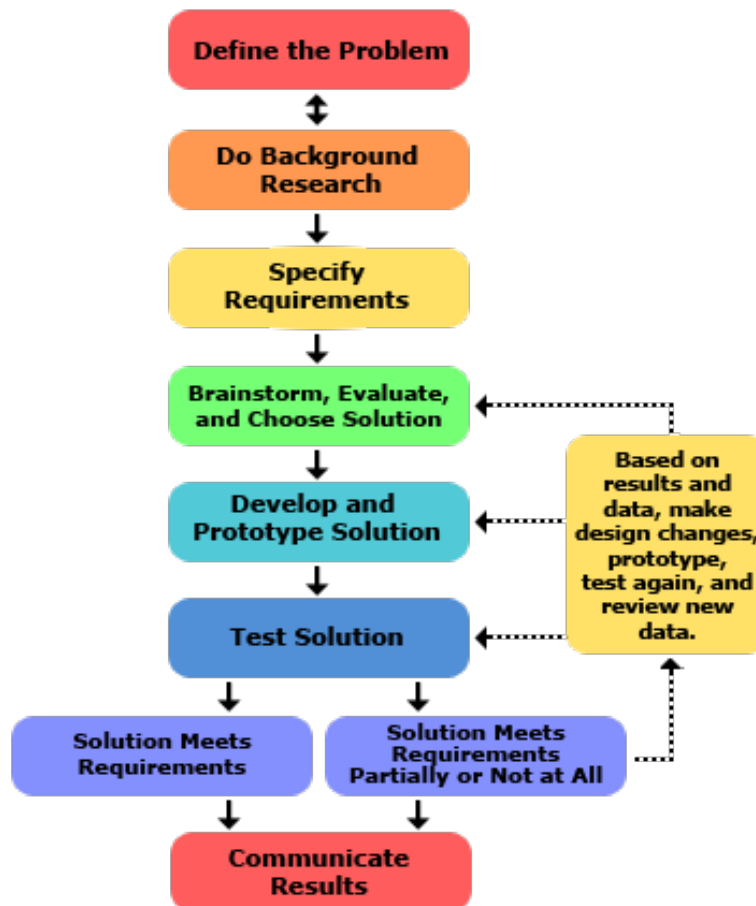 Define the Problem
Do Background
Research
Specify
Requirements
Brainstorm, Evaluate,
and Choose Solution
Develop and
Prototype Solution
Based on
results and
data, make
design changes,
prototype,
test again, and
review new
data.
Test Solution
Solution Meets
Requirements
Solution Meets
Requirements
Partially or Not at All
Communicate
Results